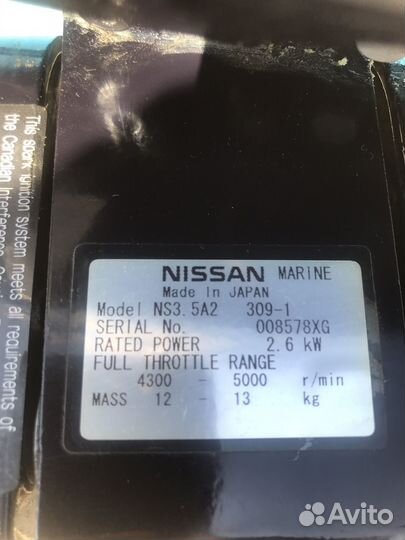 This spark ignition system meets all requirements of
the Canadian Interference
NISSAN MARINE
Made In JAPAN
Model NS3.5A2 309-1
SERIAL No. 008578XG
RATED POWER 2.6 kW
FULL THROTTLE RANGE
4300 - 5000 r/min
MASS 12 - 13 kg
Avito